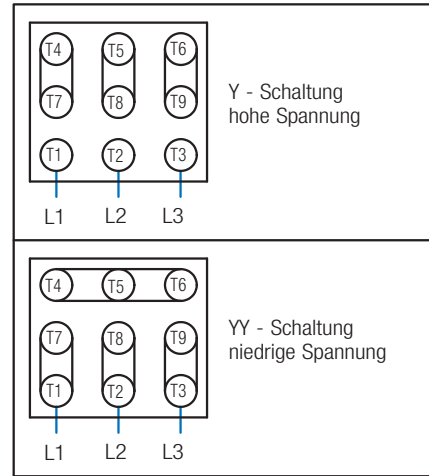 T4 T5 T6
T7 T8 T9
T1 T2 T3
L1 L2 L3
Y - Schaltung
hohe Spannung
T4 T5 T6
T7 T8 T9
T1 T2 T3
L1 L2 L3
YY - Schaltung
niedrige Spannung